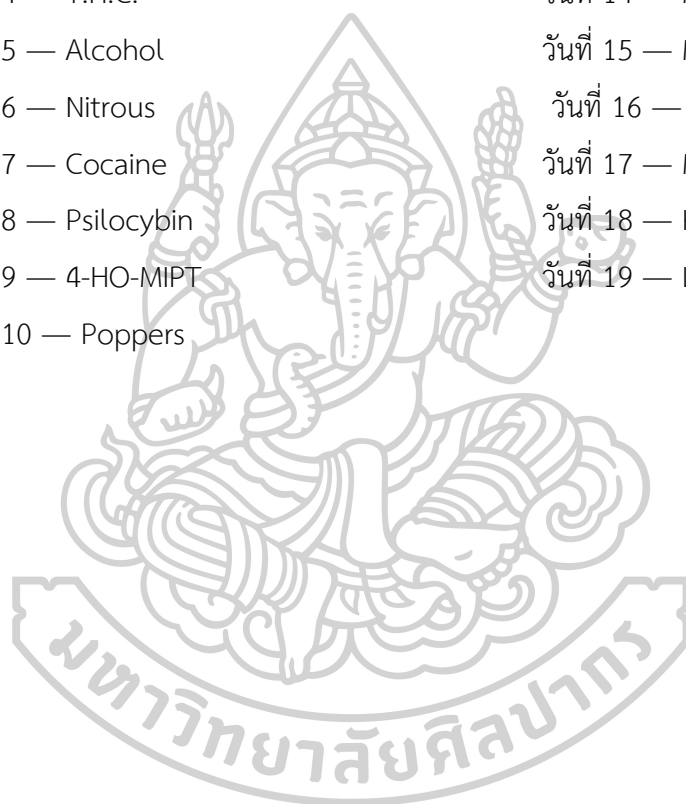 5 — Alcohol
6 — Nitrous
7 — Cocaine
8 — Psilocybin
9 — 4-HO-MIPT
10 — Poppers
วันที่ 15 —
วันที่ 16 —
วันที่ 17 —
วันที่ 18 —
วันที่ 19 —
มหาวิทยาลัยศิลปากร